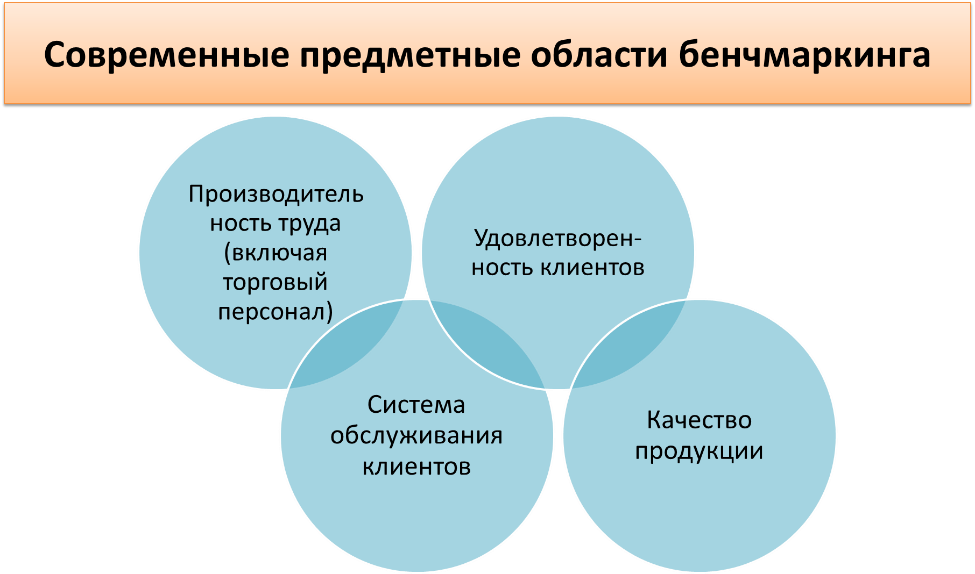 Современные предметные области бенчмаркинга
Производитель
ность труда
(включая
торговый
персонал)
Удовлетворен-
ность клиентов
Система
обслуживания
клиентов
Качество
продукции